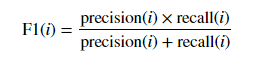 F1(i) = precision(i) × recall(i) / precision(i) + recall(i)